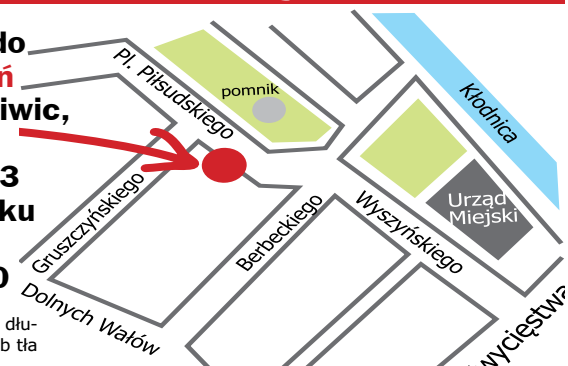 do
ń
iwic,
3
ku
0
dłu-
b tła
Pl. Piłsudskiego
pomnik
Kłodnica
Urząd
Miejski
Gruszczyńskiego
Berbeckiego
Wyszyńskiego
Dolnych Wałów
wycięstwa